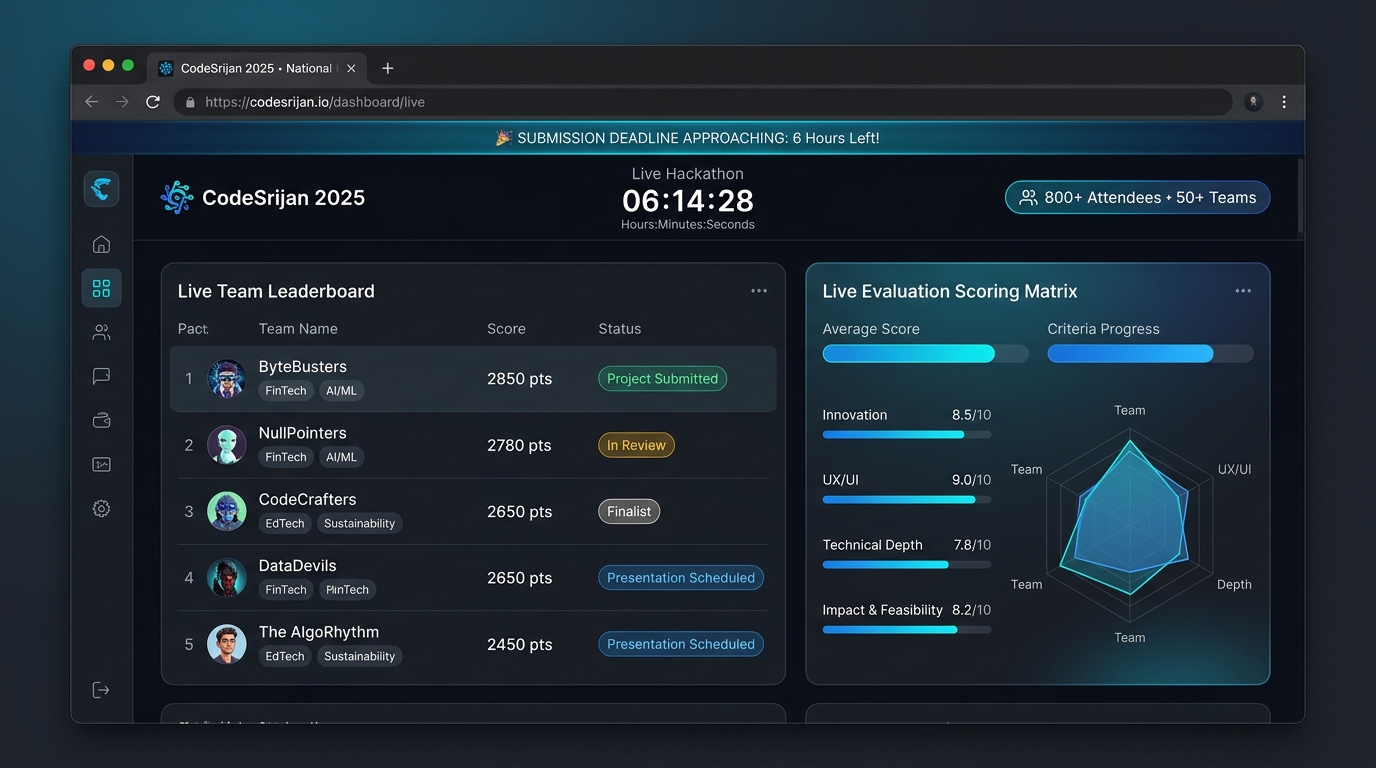 CodeSrijan 2025 • National
https://codesrijan.io/dashboard/live
🎉 SUBMISSION DEADLINE APPROACHING: 6 Hours Left!
CodeSrijan 2025
Live Hackathon
06:14:28
Hours:Minutes:Seconds
800+ Attendees • 50+ Teams
Live Team Leaderboard
Pact. Team Name Score Status
1 ByteBusters 2850 pts Project Submitted
FinTech AI/ML
2 NullPointers 2780 pts In Review
FinTech AI/ML
3 CodeCrafters 2650 pts Finalist
EdTech Sustainability
4 DataDevils 2650 pts Presentation Scheduled
FinTach
5 The AlgoRhythm 2450 pts Presentation Scheduled
EdTech Sustainability
Live Evaluation Scoring Matrix
Average Score Criteria Progress
Innovation 8.5/10
UX/UI 9.0/10
Technical Depth 7.8/10
Impact & Feasibility 8.2/10
Team
Team UX/UI
Team Depth
Team